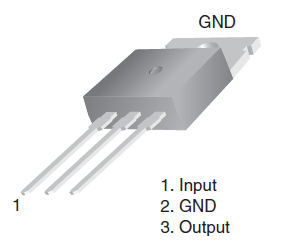 GND
1
1. Input
2. GND
3. Output